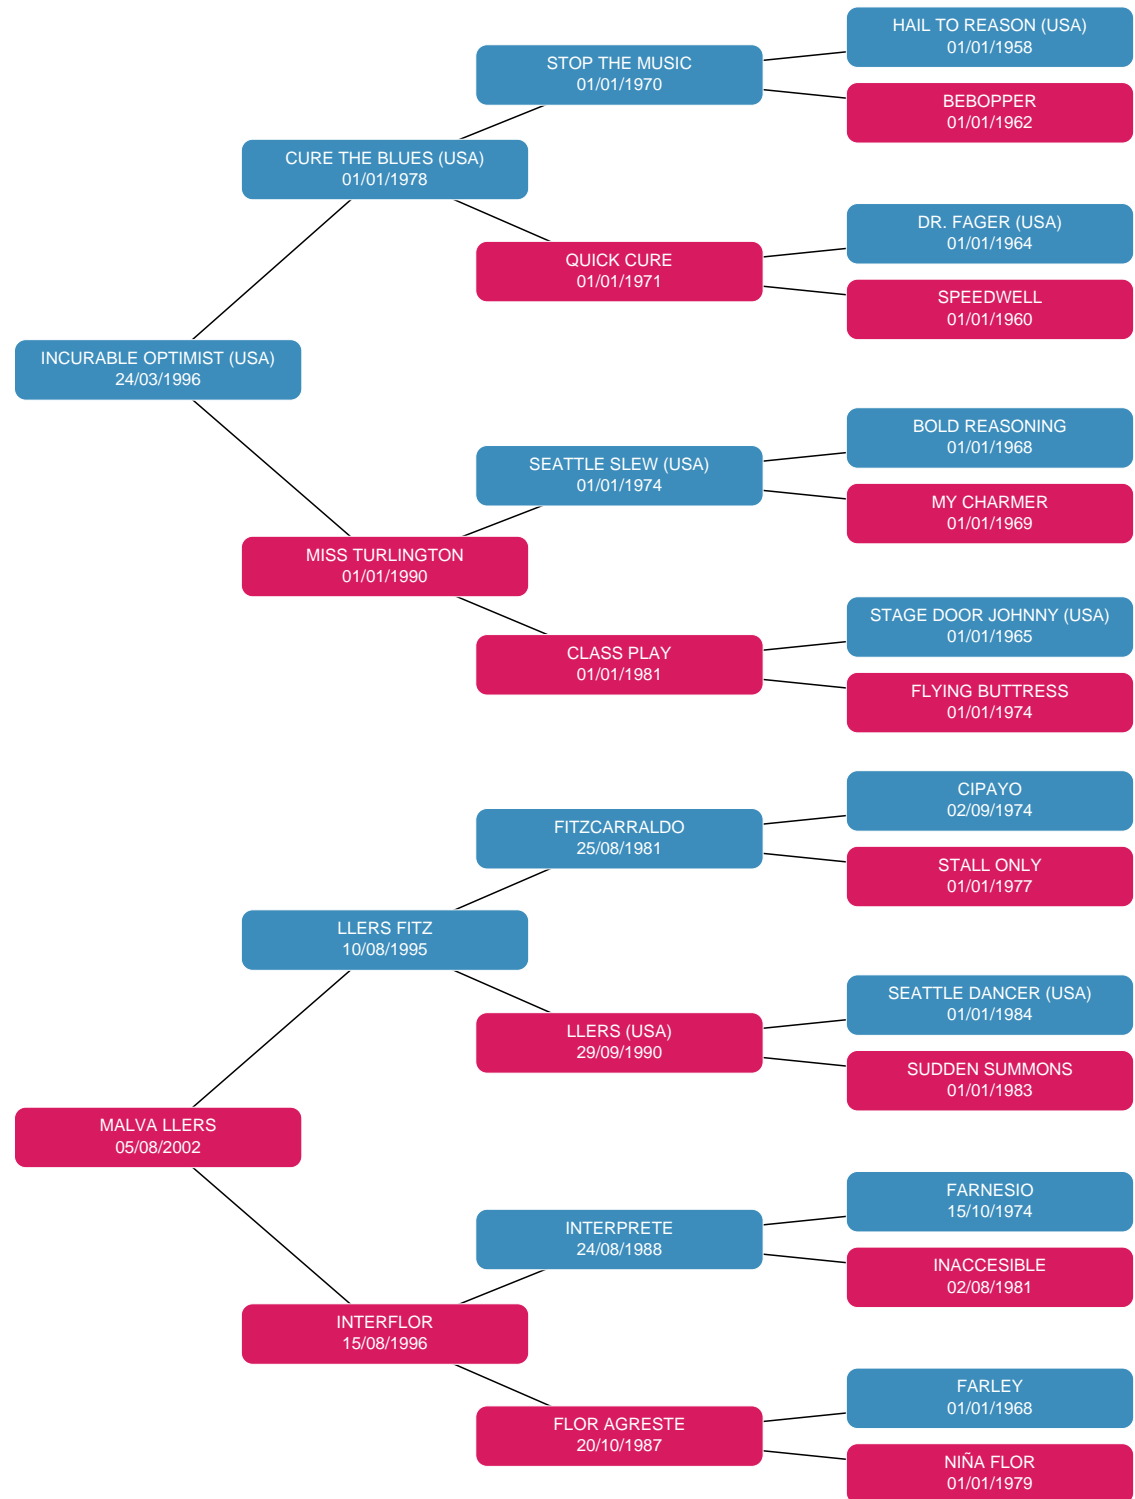 HAIL TO REASON (USA)
01/01/1958
STOP THE MUSIC
01/01/1970
BEBOPPER
01/01/1962
CURE THE BLUES (USA)
01/01/1978
DR. FAGER (USA)
01/01/1964
QUICK CURE
01/01/1971
SPEEDWELL
01/01/1960
INCURABLE OPTIMIST (USA)
24/03/1996
BOLD REASONING
01/01/1968
SEATTLE SLEW (USA)
01/01/1974
MY CHARMER
01/01/1969
MISS TURLINGTON
01/01/1990
STAGE DOOR JOHNNY (USA)
01/01/1965
CLASS PLAY
01/01/1981
FLYING BUTTRESS
01/01/1974
CIPAYO
02/09/1974
FITZCARRALDO
25/08/1981
STALL ONLY
01/01/1977
LLERS FITZ
10/08/1995
SEATTLE DANCER (USA)
01/01/1984
LLERS (USA)
29/09/1990
SUDDEN SUMMONS
01/01/1983
MALVA LLERS
05/08/2002
FARNESIO
15/10/1974
INTERPRETE
24/08/1988
INACCESIBLE
02/08/1981
INTERFLOR
15/08/1996
FARLEY
01/01/1968
FLOR AGRESTE
20/10/1987
NIÑA FLOR
01/01/1979